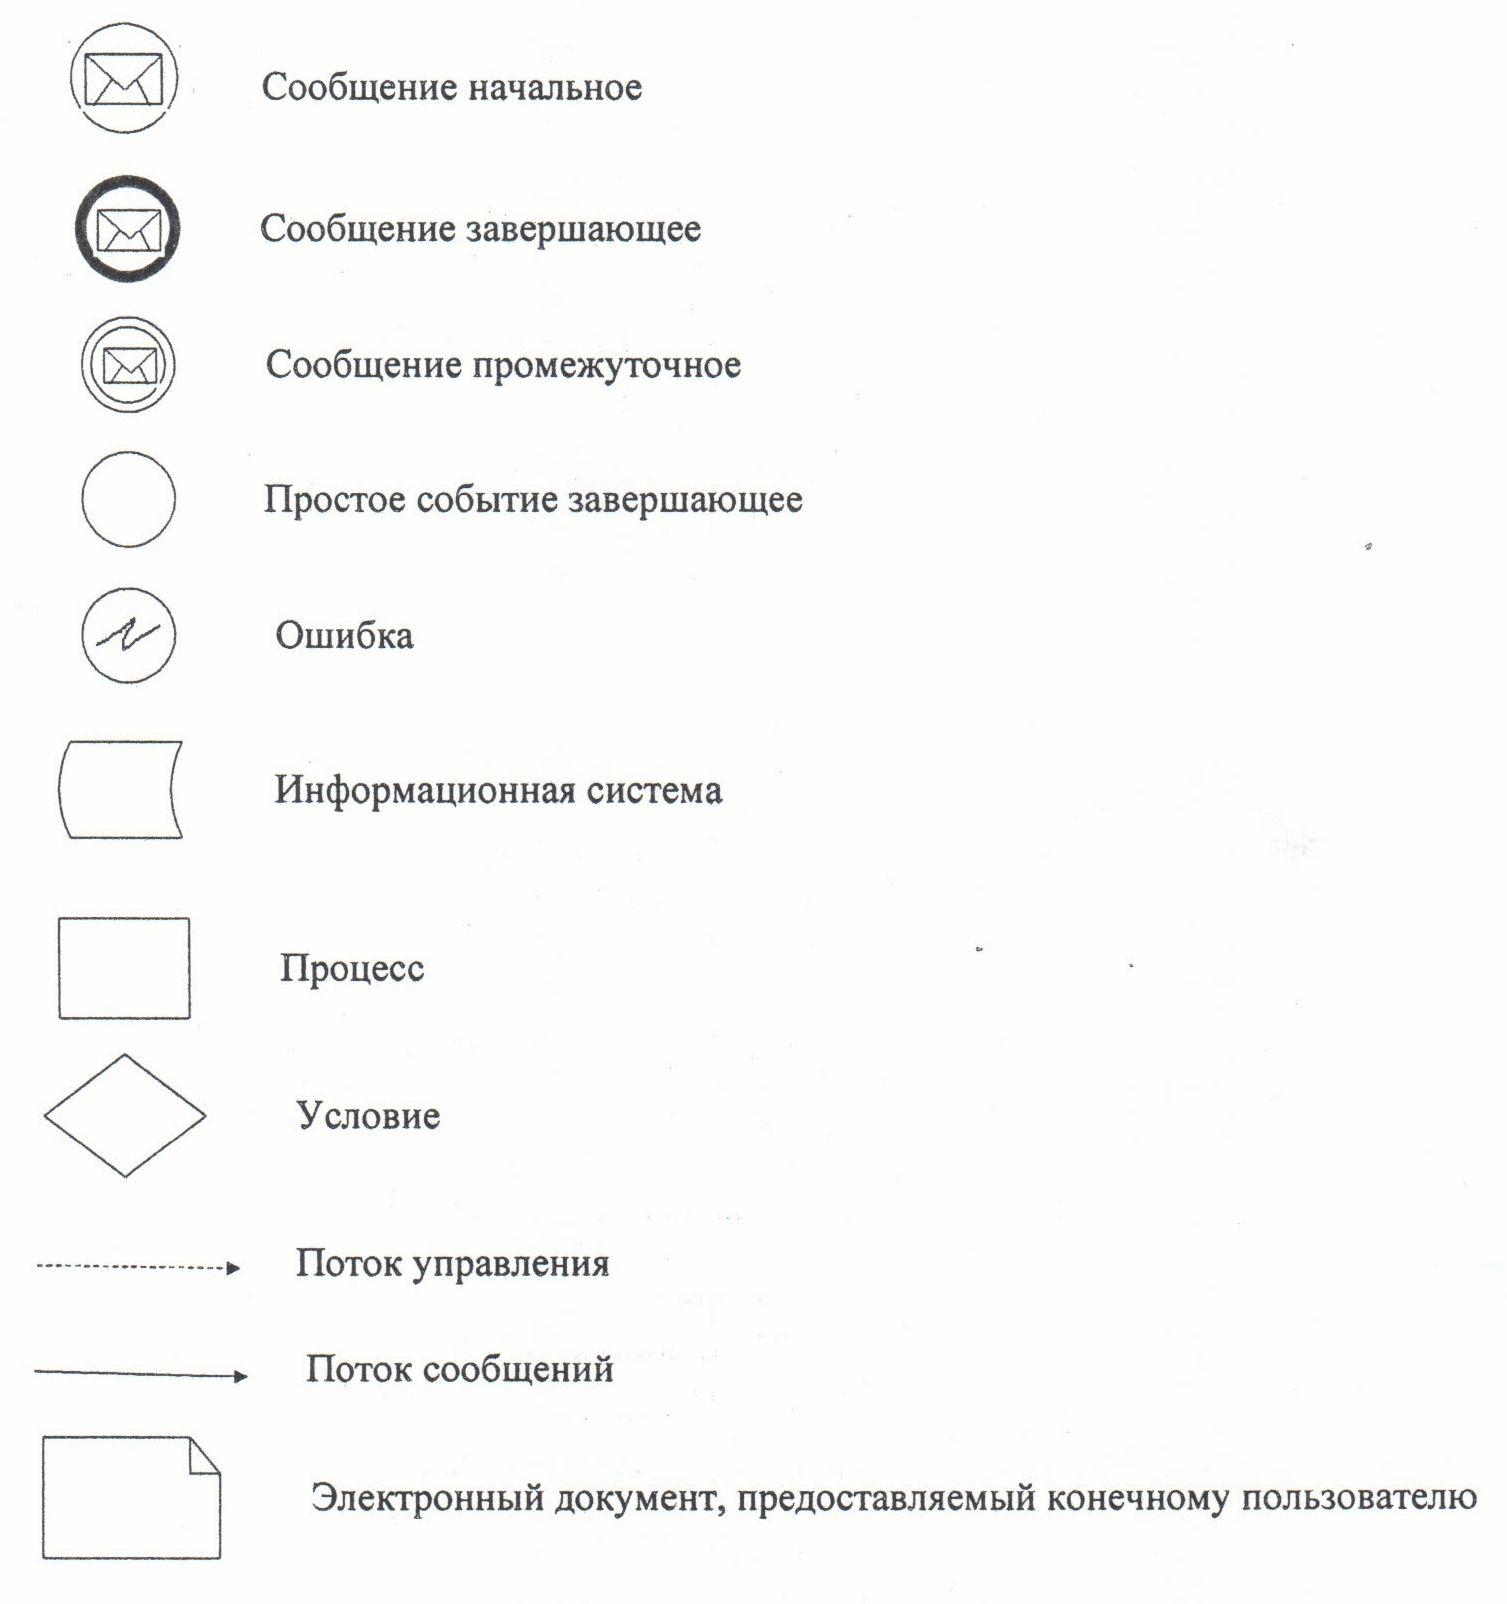 Сообщение начальное
Сообщение завершающее
Сообщение промежуточное
Простое событие завершающее
Ошибка
Информационная система
Процесс
Условие
Поток управления
Поток сообщений
Электронный документ, предоставляемый конечному пользователю